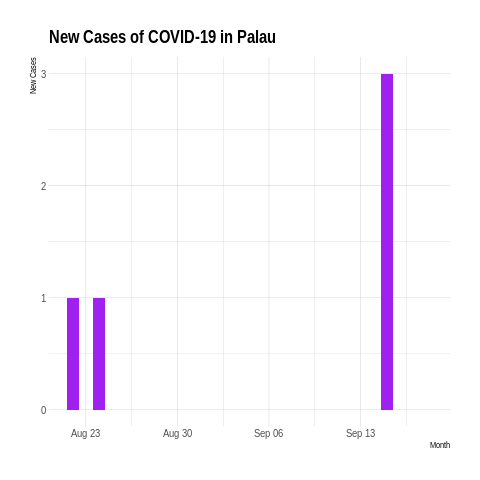 New Cases of COVID-19 in Palau
New Cases
3
2
1
0
Aug 23
Aug 30
Sep 06
Sep 13
Month